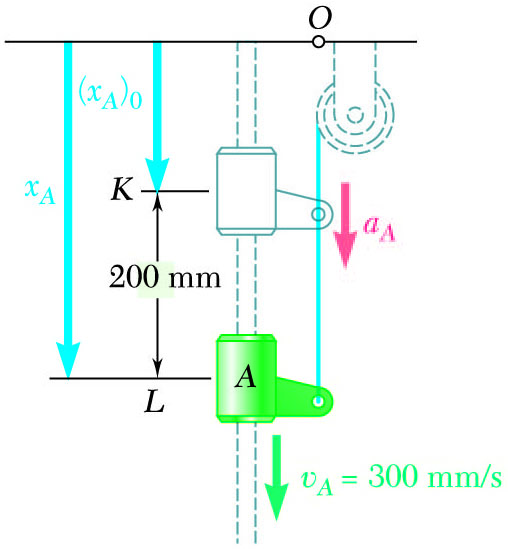 O
(x_A)_0
x_A
K
a_A
200 mm
A
L
v_A = 300 mm/s